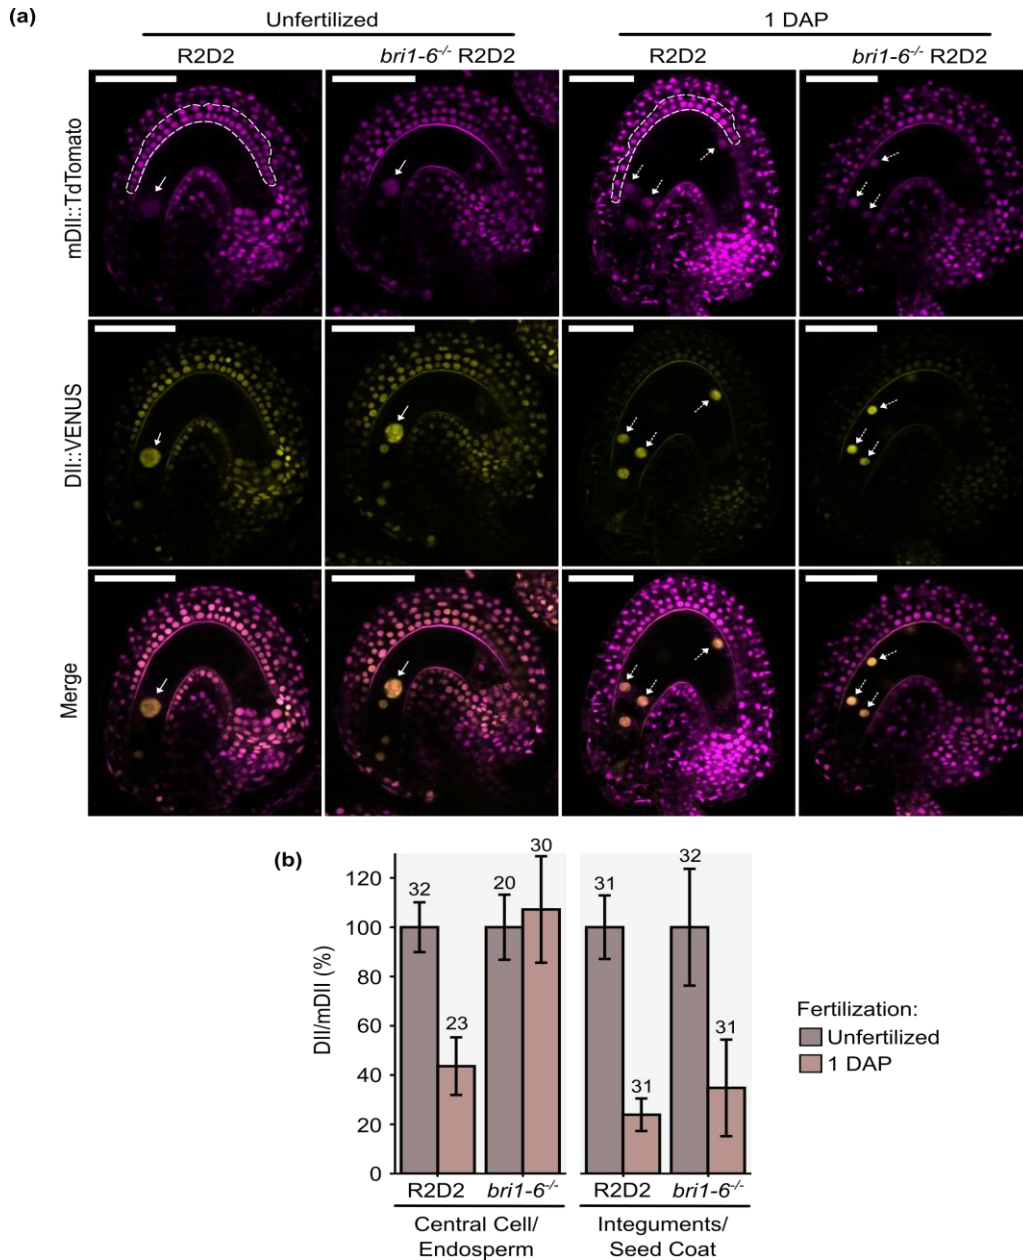 (a)
Unfertilized 1 DAP
R2D2 bri1-6-/- R2D2 R2D2 bri1-6-/- R2D2
mDII::TdTomato
DII::VENUS
Merge
(b)
DII/mDII (%)
120
100
80
60
40
20
0
32 23 20 30 31 31 32 31
R2D2 bri1-6-/- R2D2 bri1-6-/-
Central Cell/
Endosperm
Integuments/
Seed Coat
Fertilization:
Unfertilized
1 DAP